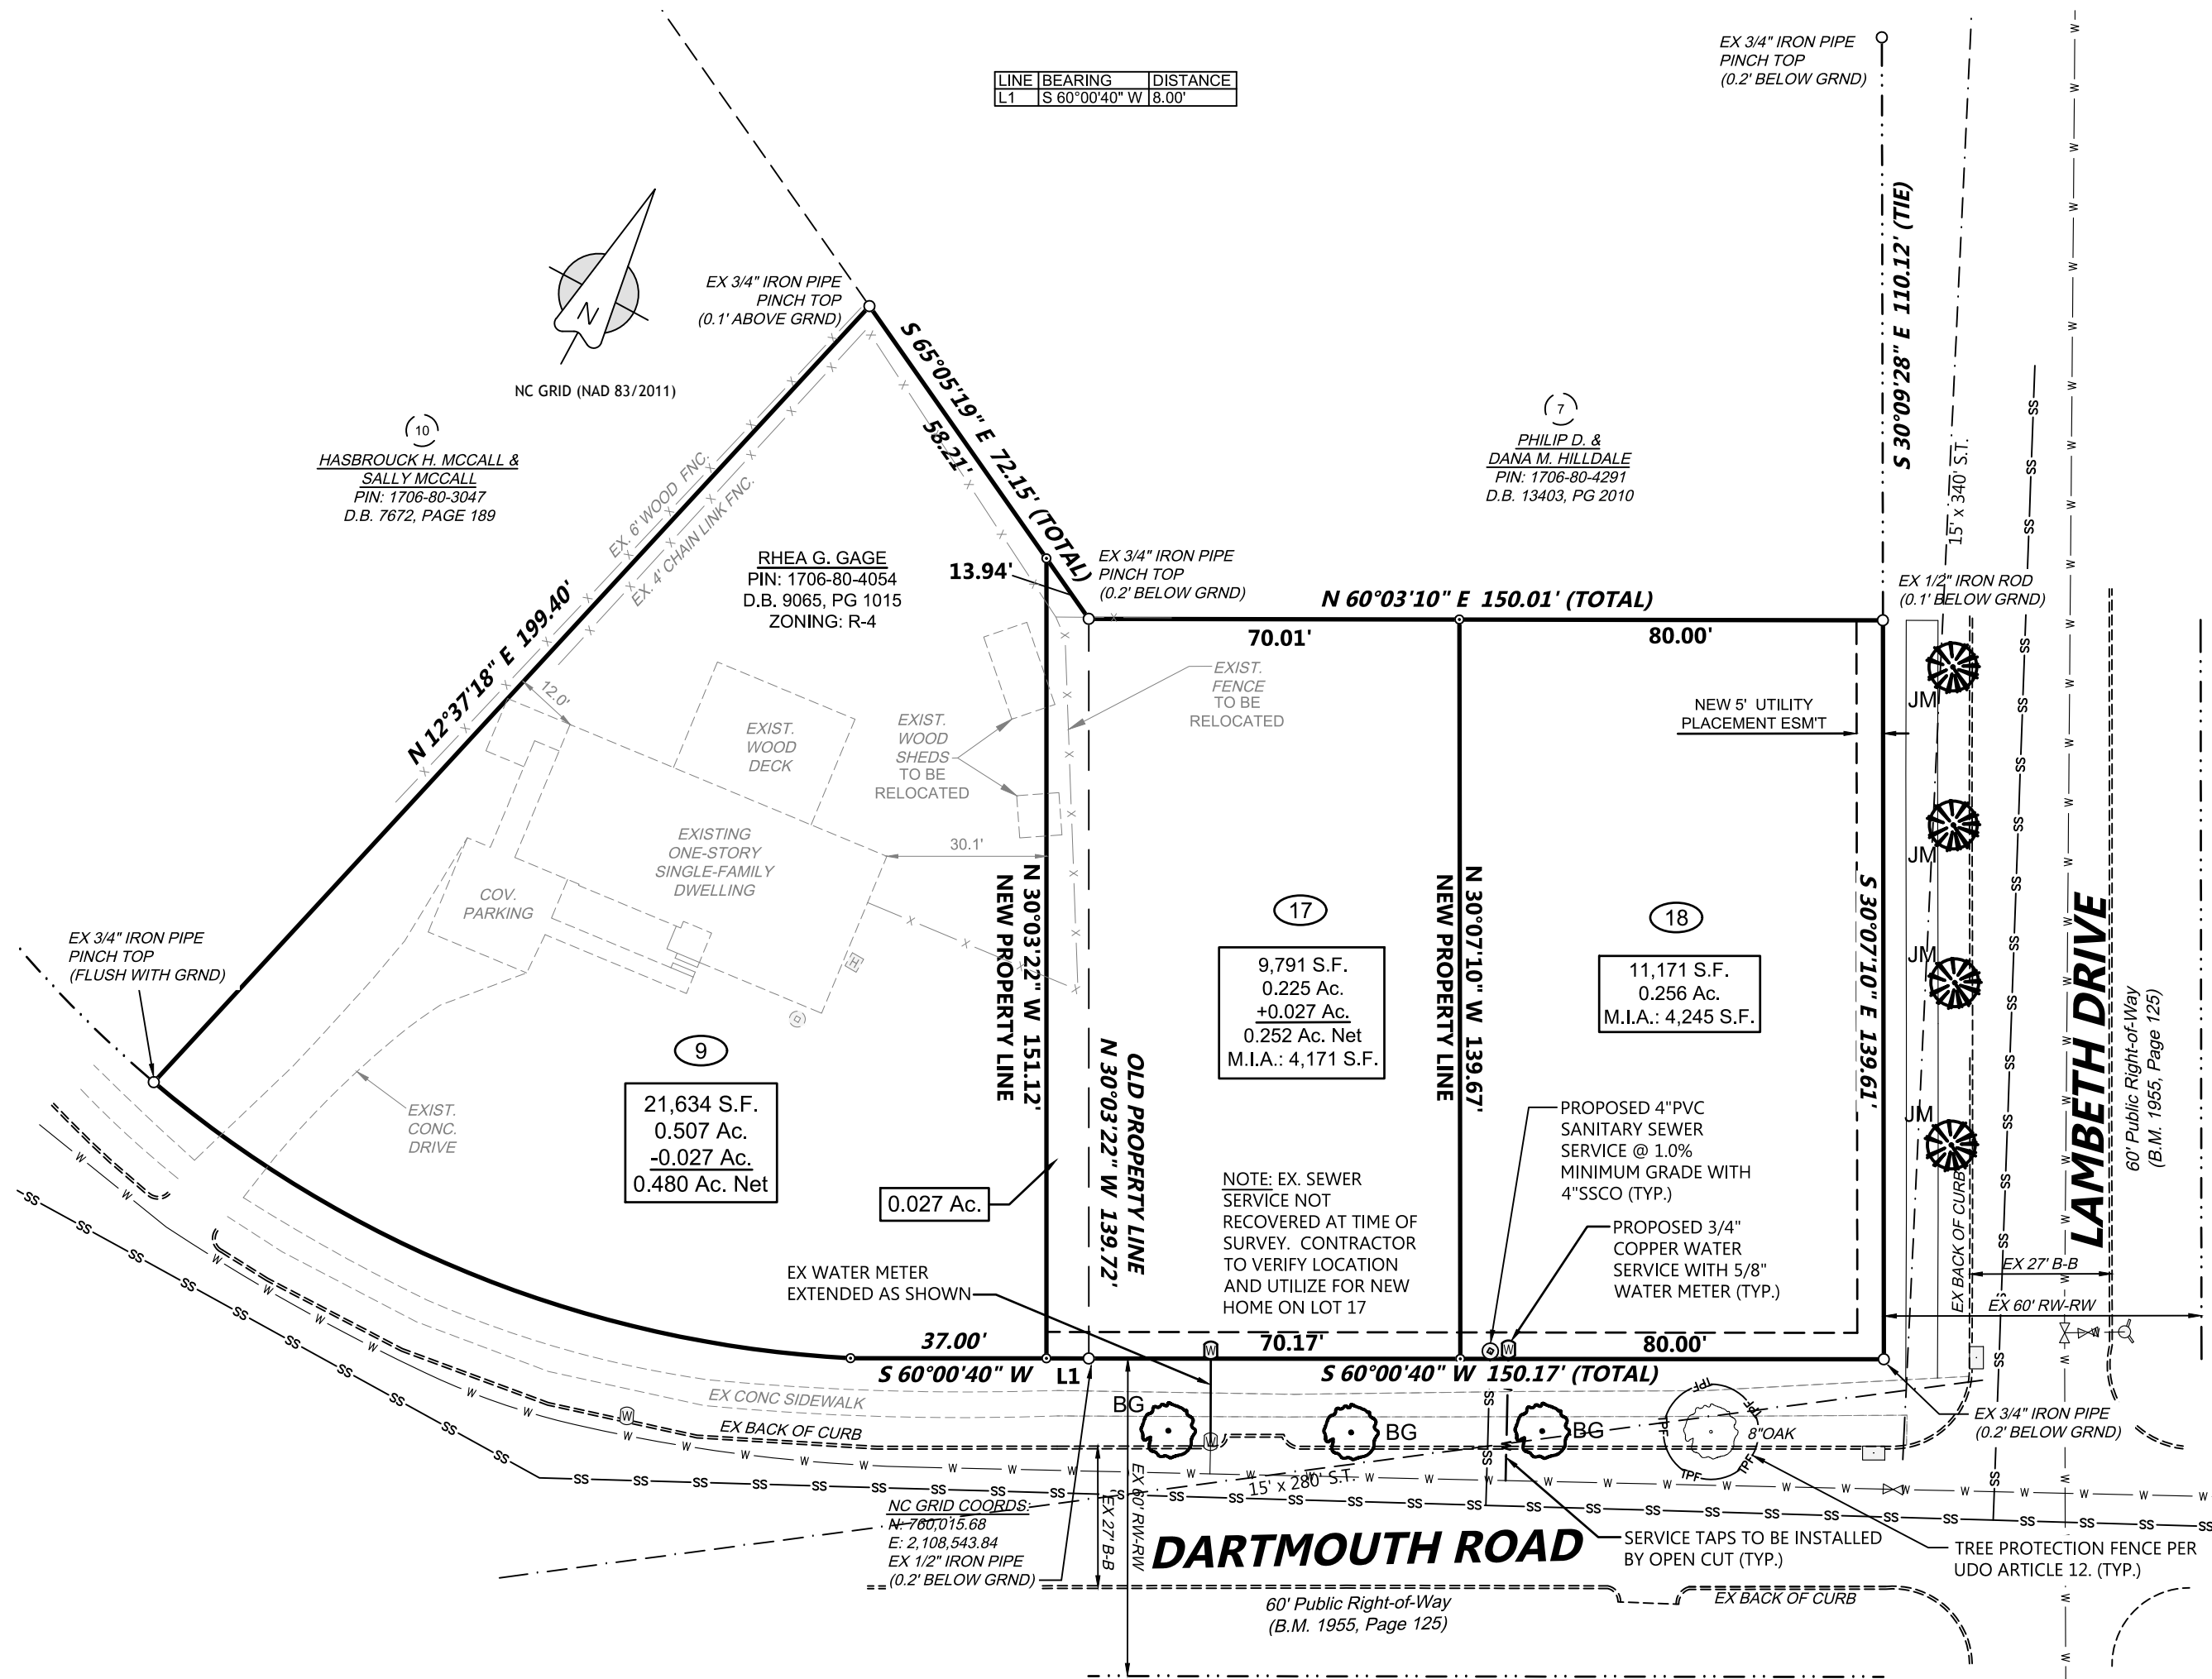 LINE BEARING DISTANCE
L1 S 60°00'40" W 8.00'
EX 3/4" IRON PIPE
PINCH TOP
(0.2' BELOW GRND)
S 30°09'28" E 110.12' (TIE)
15' x 340' S.T.
N
NC GRID (NAD 83/2011)
EX 3/4" IRON PIPE
PINCH TOP
(0.1' ABOVE GRND)
10
HASBROUCK H. MCCALL &
SALLY MCCALL
PIN: 1706-80-3047
D.B. 7672, PAGE 189
7
PHILIP D. &
DANA M. HILLDALE
PIN: 1706-80-4291
D.B. 13403, PG 2010
S 65°05'19" E 72.15' (TOTAL)
58.21'
13.94'
EX. 6' WOOD FNC.
EX. 4' CHAIN LINK FNC.
N 12°37'18" E 199.40'
RHEA G. GAGE
PIN: 1706-80-4054
D.B. 9065, PG 1015
ZONING: R-4
EX 3/4" IRON PIPE
PINCH TOP
(0.2' BELOW GRND)
N 60°03'10" E 150.01' (TOTAL)
70.01'
80.00'
EX 1/2" IRON ROD
(0.1' BELOW GRND)
12.0'
EXIST.
WOOD
DECK
EXIST.
WOOD
SHEDS
TO BE
RELOCATED
EXIST.
FENCE
TO BE
RELOCATED
NEW 5' UTILITY
PLACEMENT ESM'T
JM
JM
JM
JM
EXISTING
ONE-STORY
SINGLE-FAMILY
DWELLING
30.1'
COV.
PARKING
H
EX 3/4" IRON PIPE
PINCH TOP
(FLUSH WITH GRND)
EXIST.
CONC.
DRIVE
N 30°03'22" W 151.12'
NEW PROPERTY LINE
OLD PROPERTY LINE
N 30°03'22" W 139.72'
N 30°07'10" W 139.67'
NEW PROPERTY LINE
S 30°07'10" E 139.61'
9
21,634 S.F.
0.507 Ac.
-0.027 Ac.
0.480 Ac. Net
0.027 Ac.
17
9,791 S.F.
0.225 Ac.
+0.027 Ac.
0.252 Ac. Net
M.I.A.: 4,171 S.F.
18
11,171 S.F.
0.256 Ac.
M.I.A.: 4,245 S.F.
NOTE: EX. SEWER
SERVICE NOT
RECOVERED AT TIME OF
SURVEY. CONTRACTOR
TO VERIFY LOCATION
AND UTILIZE FOR NEW
HOME ON LOT 17
PROPOSED 4"PVC
SANITARY SEWER
SERVICE @ 1.0%
MINIMUM GRADE WITH
4"SSCO (TYP.)
PROPOSED 3/4"
COPPER WATER
SERVICE WITH 5/8"
WATER METER (TYP.)
LAMBETH DRIVE
60' Public Right-of-Way
(B.M. 1955, Page 125)
EX BACK OF CURB
EX 27' B-B
EX 60' RW-RW
EX WATER METER
EXTENDED AS SHOWN
37.00'
S 60°00'40" W
L1
70.17'
S 60°00'40" W 150.17' (TOTAL)
80.00'
EX CONC SIDEWALK
EX BACK OF CURB
BG
BG
BG
8"OAK
TPF
TPF
TPF
TPF
TPF
EX 3/4" IRON PIPE
(0.2' BELOW GRND)
15' x 280' S.T.
NC GRID COORDS:
N: 760,015.68
E: 2,108,543.84
EX 1/2" IRON PIPE
(0.2' BELOW GRND)
EX 27' B-B
EX 60' RW-RW
DARTMOUTH ROAD
SERVICE TAPS TO BE INSTALLED
BY OPEN CUT (TYP.)
TREE PROTECTION FENCE PER
UDO ARTICLE 12. (TYP.)
60' Public Right-of-Way
(B.M. 1955, Page 125)
EX BACK OF CURB